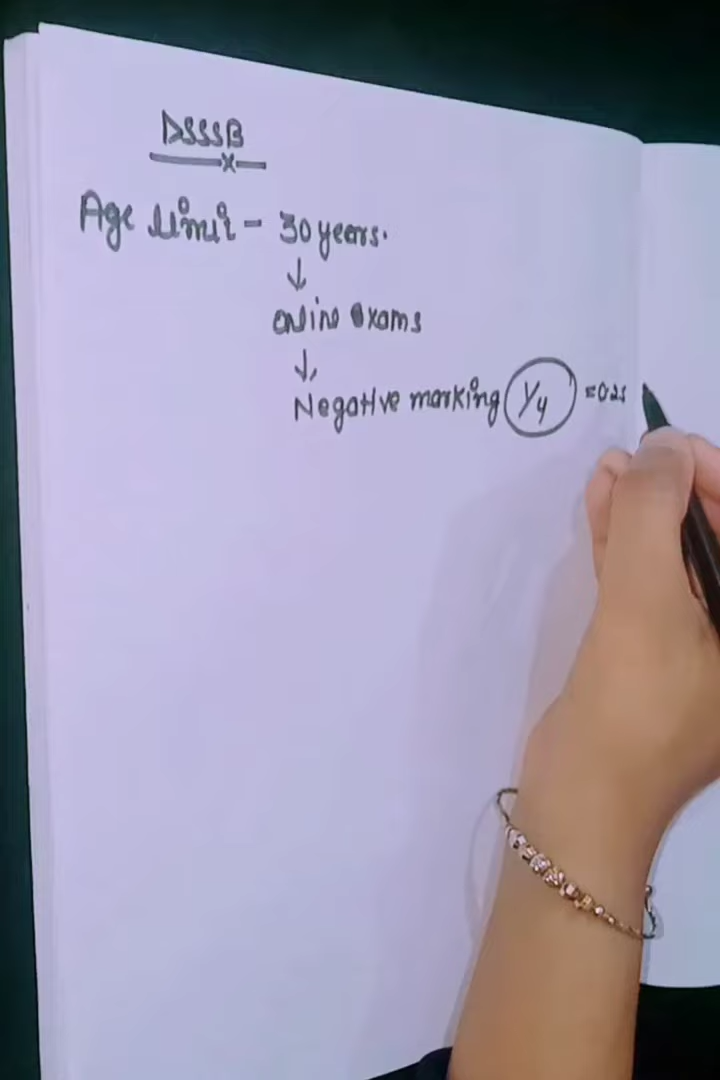 DSSSB
Age limit - 30 years.
online exams
Negative marking 1/4 = 0.25